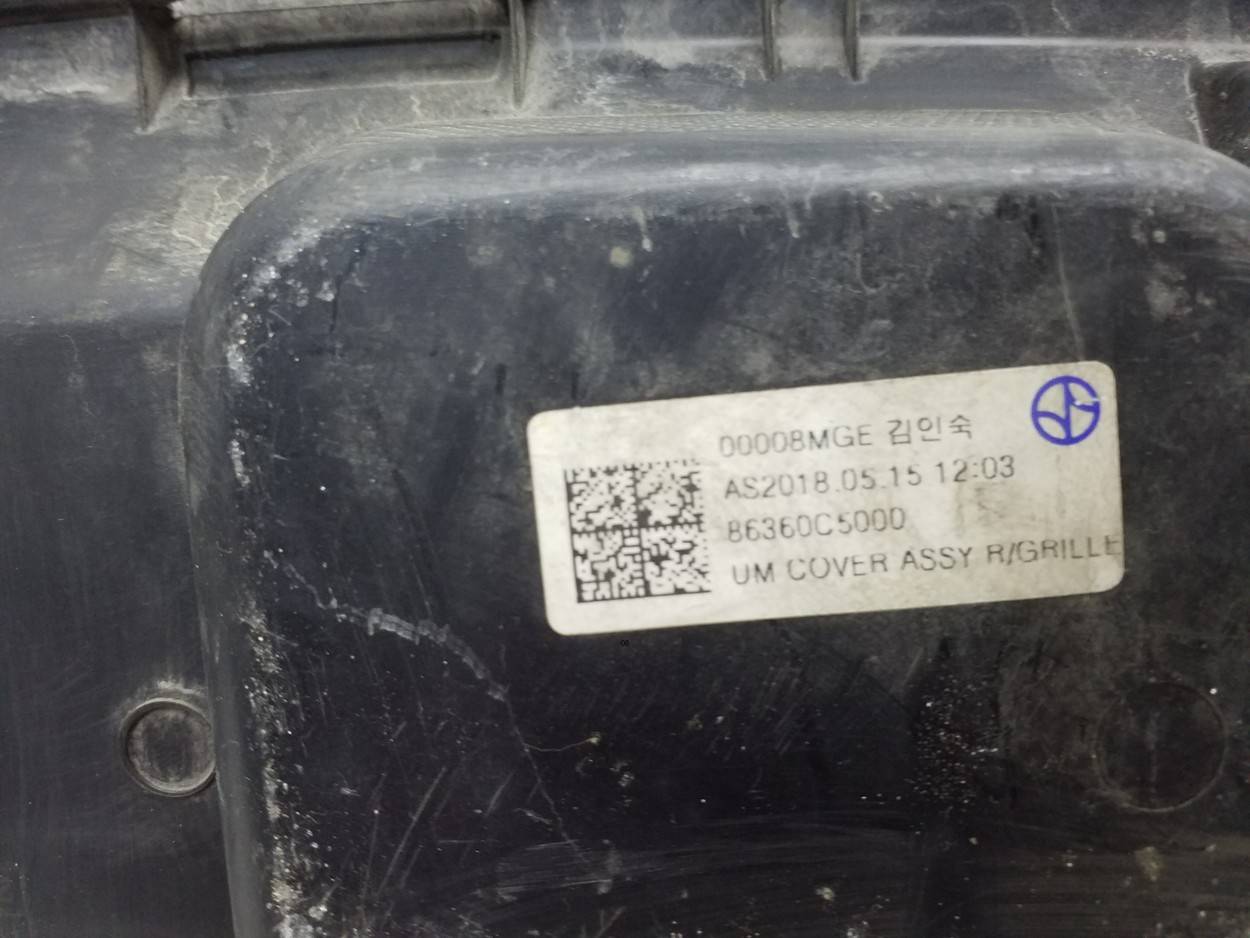 00008MGE 김인숙
AS2018.05.15 12:03
86360C5000
UM COVER ASSY R/GRILLE